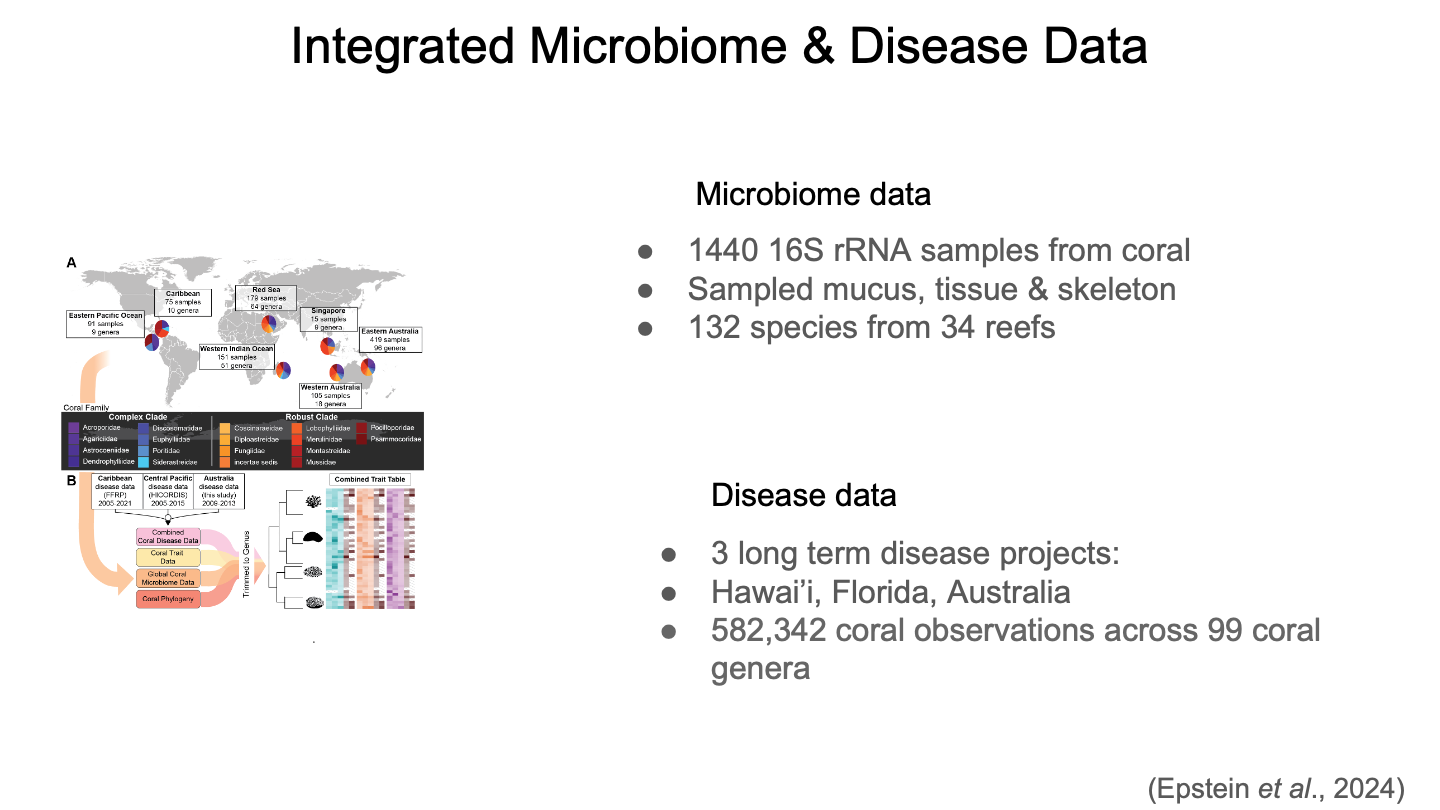 Integrated Microbiome & Disease Data
A
Caribbean
75 samples
10 genera
Red Sea
179 samples
64 genera
Singapore
15 samples
9 genera
Eastern Pacific Ocean
91 samples
9 genera
Eastern Australia
419 samples
96 genera
Western Indian Ocean
151 samples
51 genera
Western Australia
105 samples
18 genera
Coral Family
Complex Clade
Robust Clade
Acroporidae
Agariciidae
Astrocoeniidae
Dendrophylliidae
Discosomatidae
Euphylliidae
Poritidae
Siderastreidae
Coscinaraeidae
Diploastreidae
Fungiidae
incertae sedis
Lobophylliidae
Merulinidae
Montastreidae
Mussidae
Pocilloporidae
Psammocoridae
B
Caribbean
disease data
(FFRP)
2005-2021
Central Pacific
disease data
(HICORDIS)
2005-2015
Australia
disease data
(this study)
2009-2013
Combined
Coral Disease Data
Coral Trait
Data
Global Coral
Microbiome Data
Coral Phylogeny
Trimmed to Genus
Combined Trait Table
Microbiome data
● 1440 16S rRNA samples from coral
● Sampled mucus, tissue & skeleton
● 132 species from 34 reefs
Disease data
● 3 long term disease projects:
● Hawai’i, Florida, Australia
● 582,342 coral observations across 99 coral
genera
(Epstein et al., 2024)